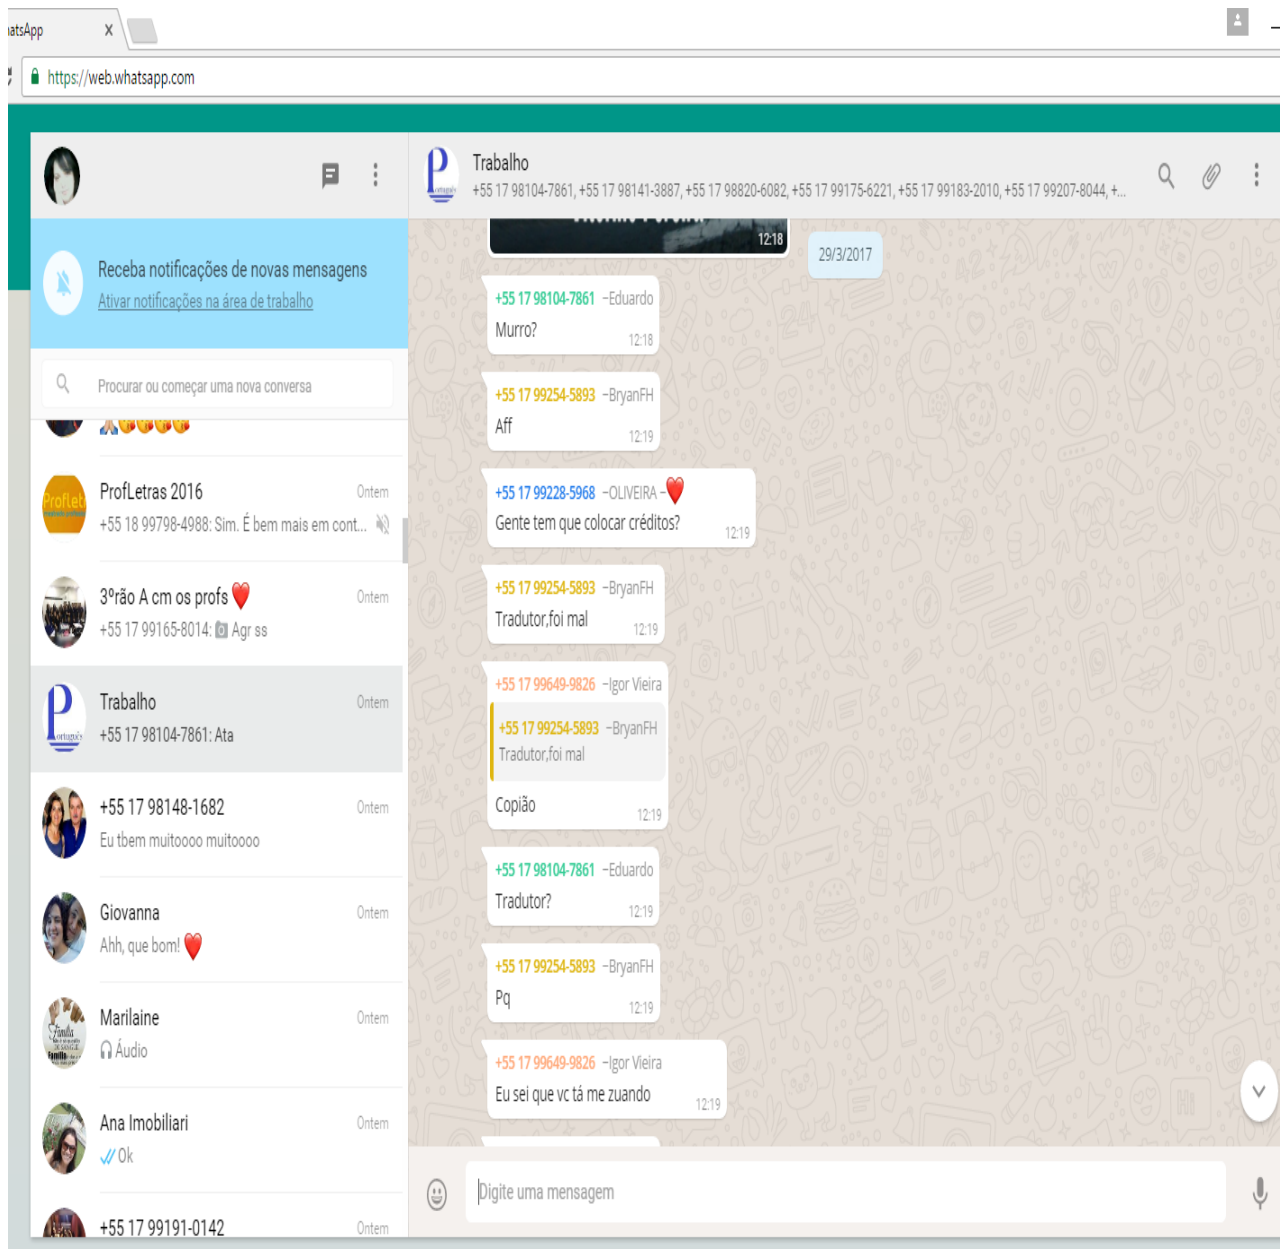 atsApp
https://web.whatsapp.com
Trabalho
+55 17 98104-7861, +55 17 98141-3887, +55 17 98820-6082, +55 17 99175-6221, +55 17 99183-2010, +55 17 99207-8044, +...
Receba notificações de novas mensagens
Ativar notificações na área de trabalho
Procurar ou começar uma nova conversa
ProfLetras 2016 Ontem
+55 18 99798-4988: Sim. É bem mais em cont...
3ºrão A cm os profs ❤ Ontem
+55 17 99165-8014: Agr ss
Trabalho Ontem
+55 17 98104-7861: Ata
+55 17 98148-1682 Ontem
Eu tbem muitoooo muitoooo
Giovanna Ontem
Ahh, que bom! ❤
Marilaine Ontem
Áudio
Ana Imobiliari Ontem
Ok
+55 17 99191-0142 Ontem
12:18
29/3/2017
+55 17 98104-7861 ~Eduardo
Murro?
12:18
+55 17 99254-5893 ~BryanFH
Aff
12:19
+55 17 99228-5968 ~OLIVEIRA ~❤
Gente tem que colocar créditos?
12:19
+55 17 99254-5893 ~BryanFH
Tradutor,foi mal
12:19
+55 17 99649-9826 ~Igor Vieira
+55 17 99254-5893 ~BryanFH
Tradutor,foi mal
Copião
12:19
+55 17 98104-7861 ~Eduardo
Tradutor?
12:19
+55 17 99254-5893 ~BryanFH
Pq
12:19
+55 17 99649-9826 ~Igor Vieira
Eu sei que vc tá me zuando
12:19
Digite uma mensagem